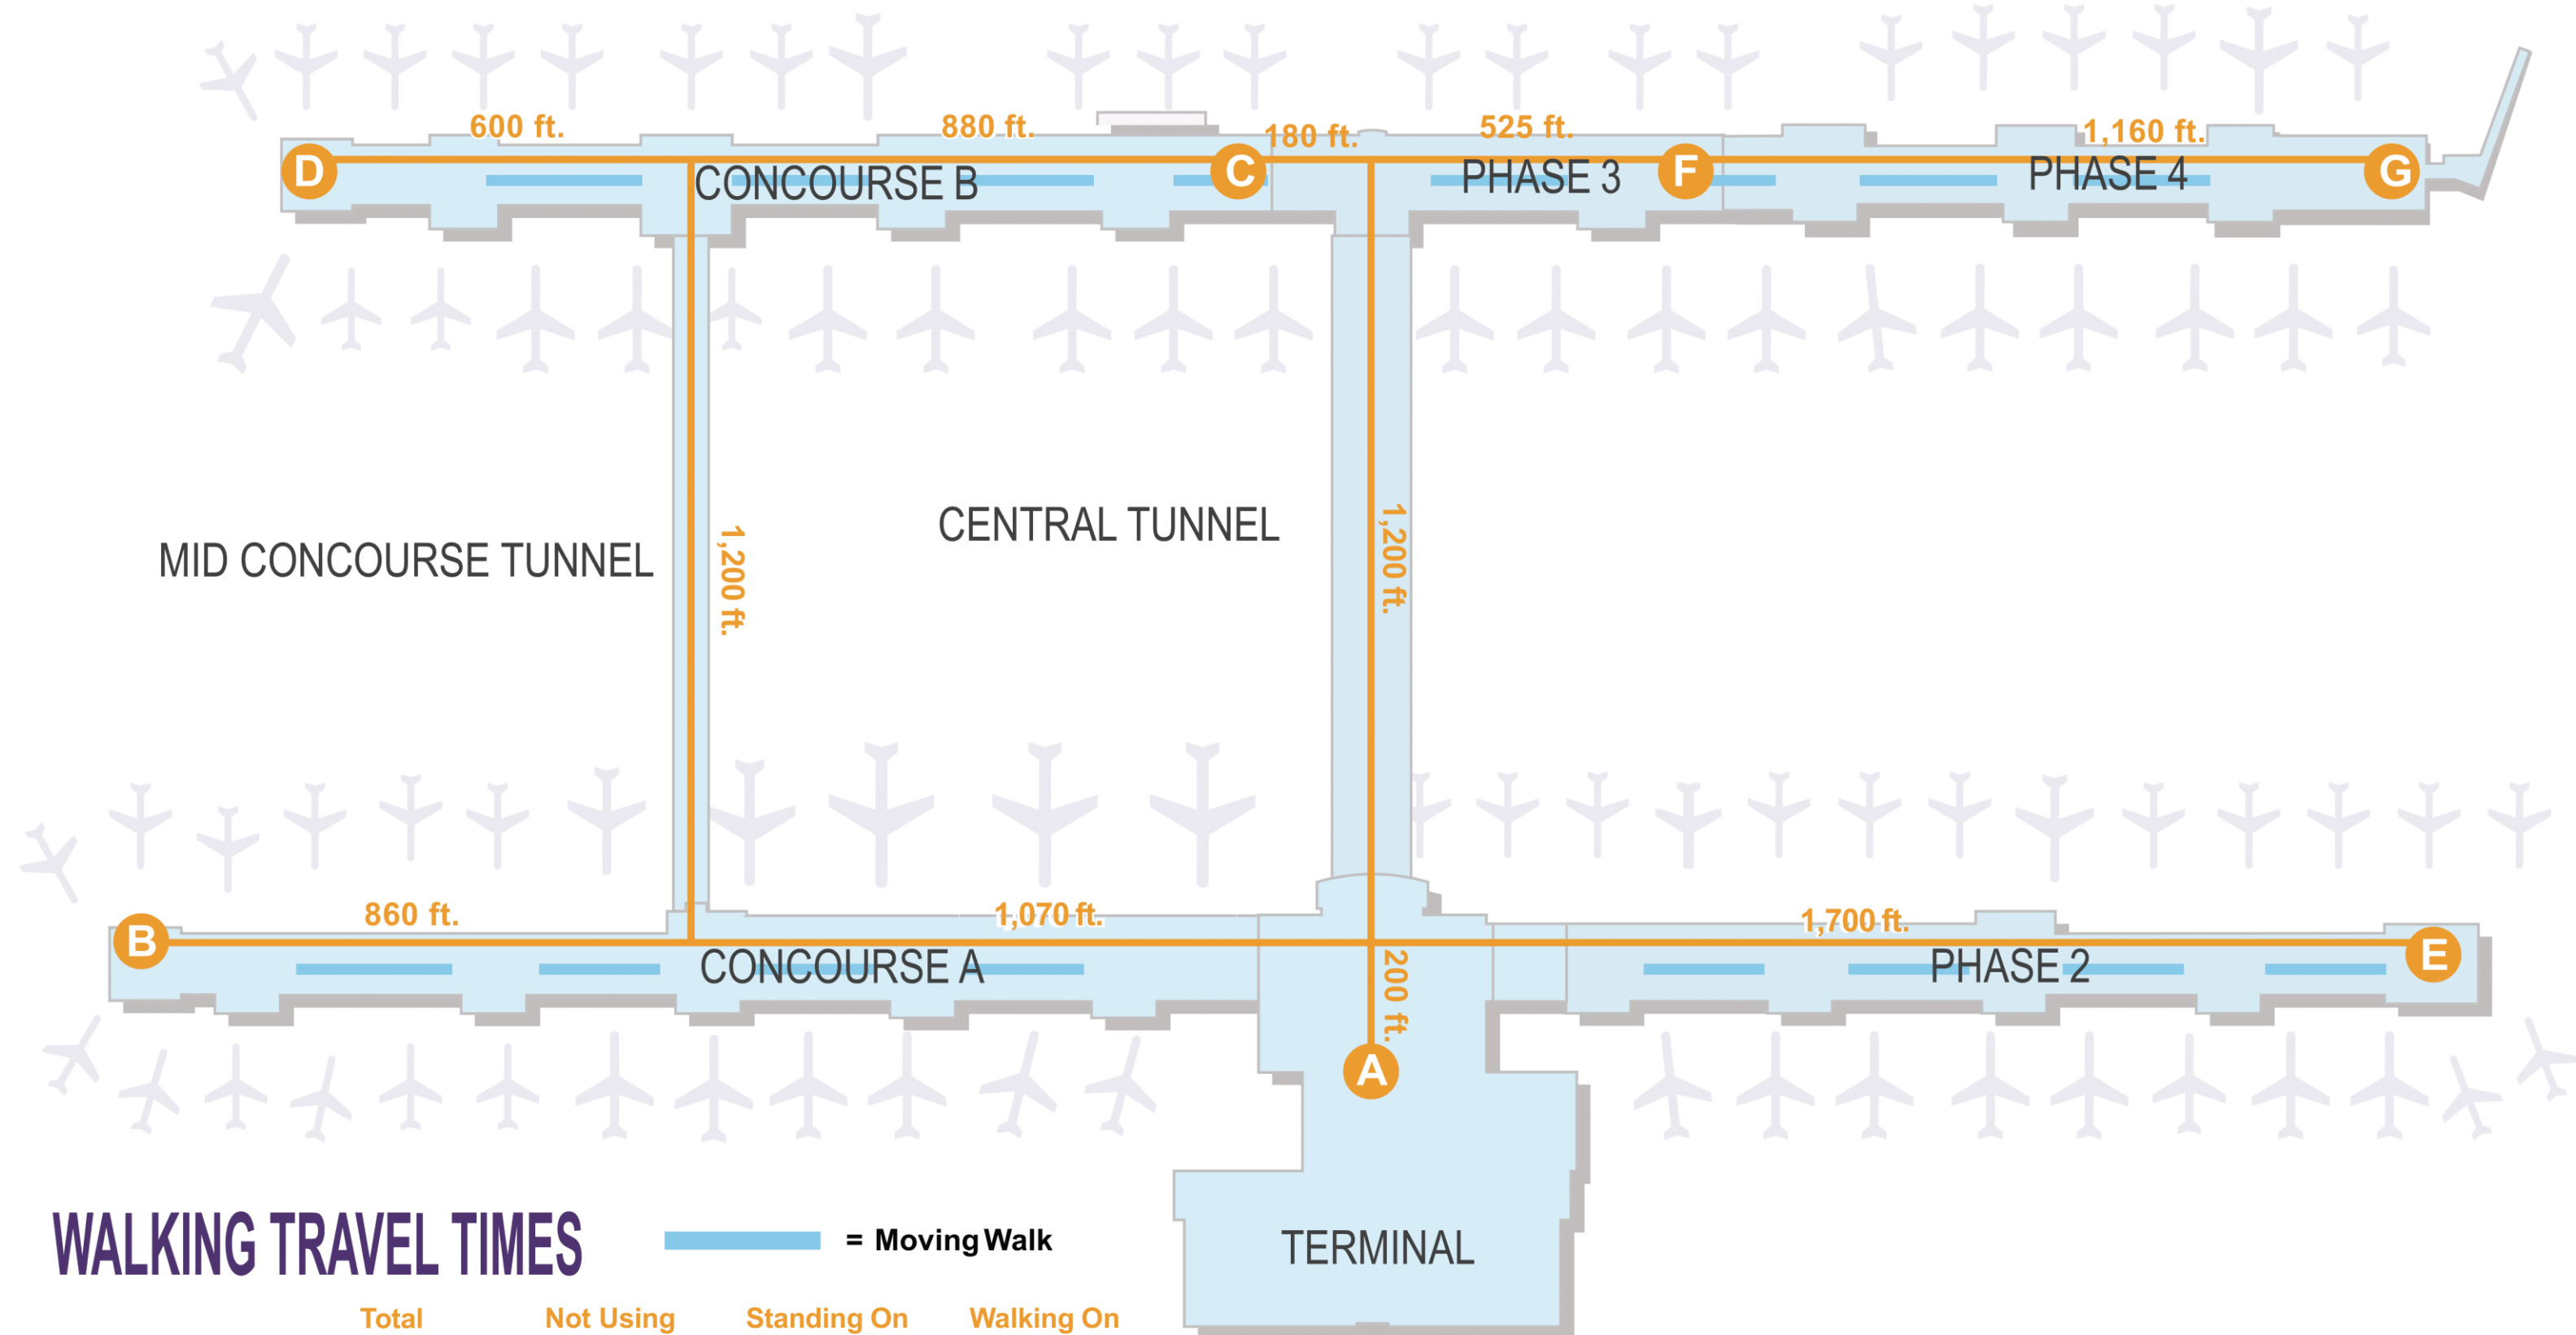 600 ft.
880 ft.
180 ft.
525 ft.
1,160 ft.
D
CONCOURSE B
C
PHASE 3
F
PHASE 4
G
MID CONCOURSE TUNNEL
1,200 ft.
CENTRAL TUNNEL
1,200 ft.
860 ft.
1,070 ft.
1,700 ft.
B
CONCOURSE A
200 ft.
PHASE 2
E
A
WALKING TRAVEL TIMES
= Moving Walk
TERMINAL
Total
Not Using
Standing On
Walking On